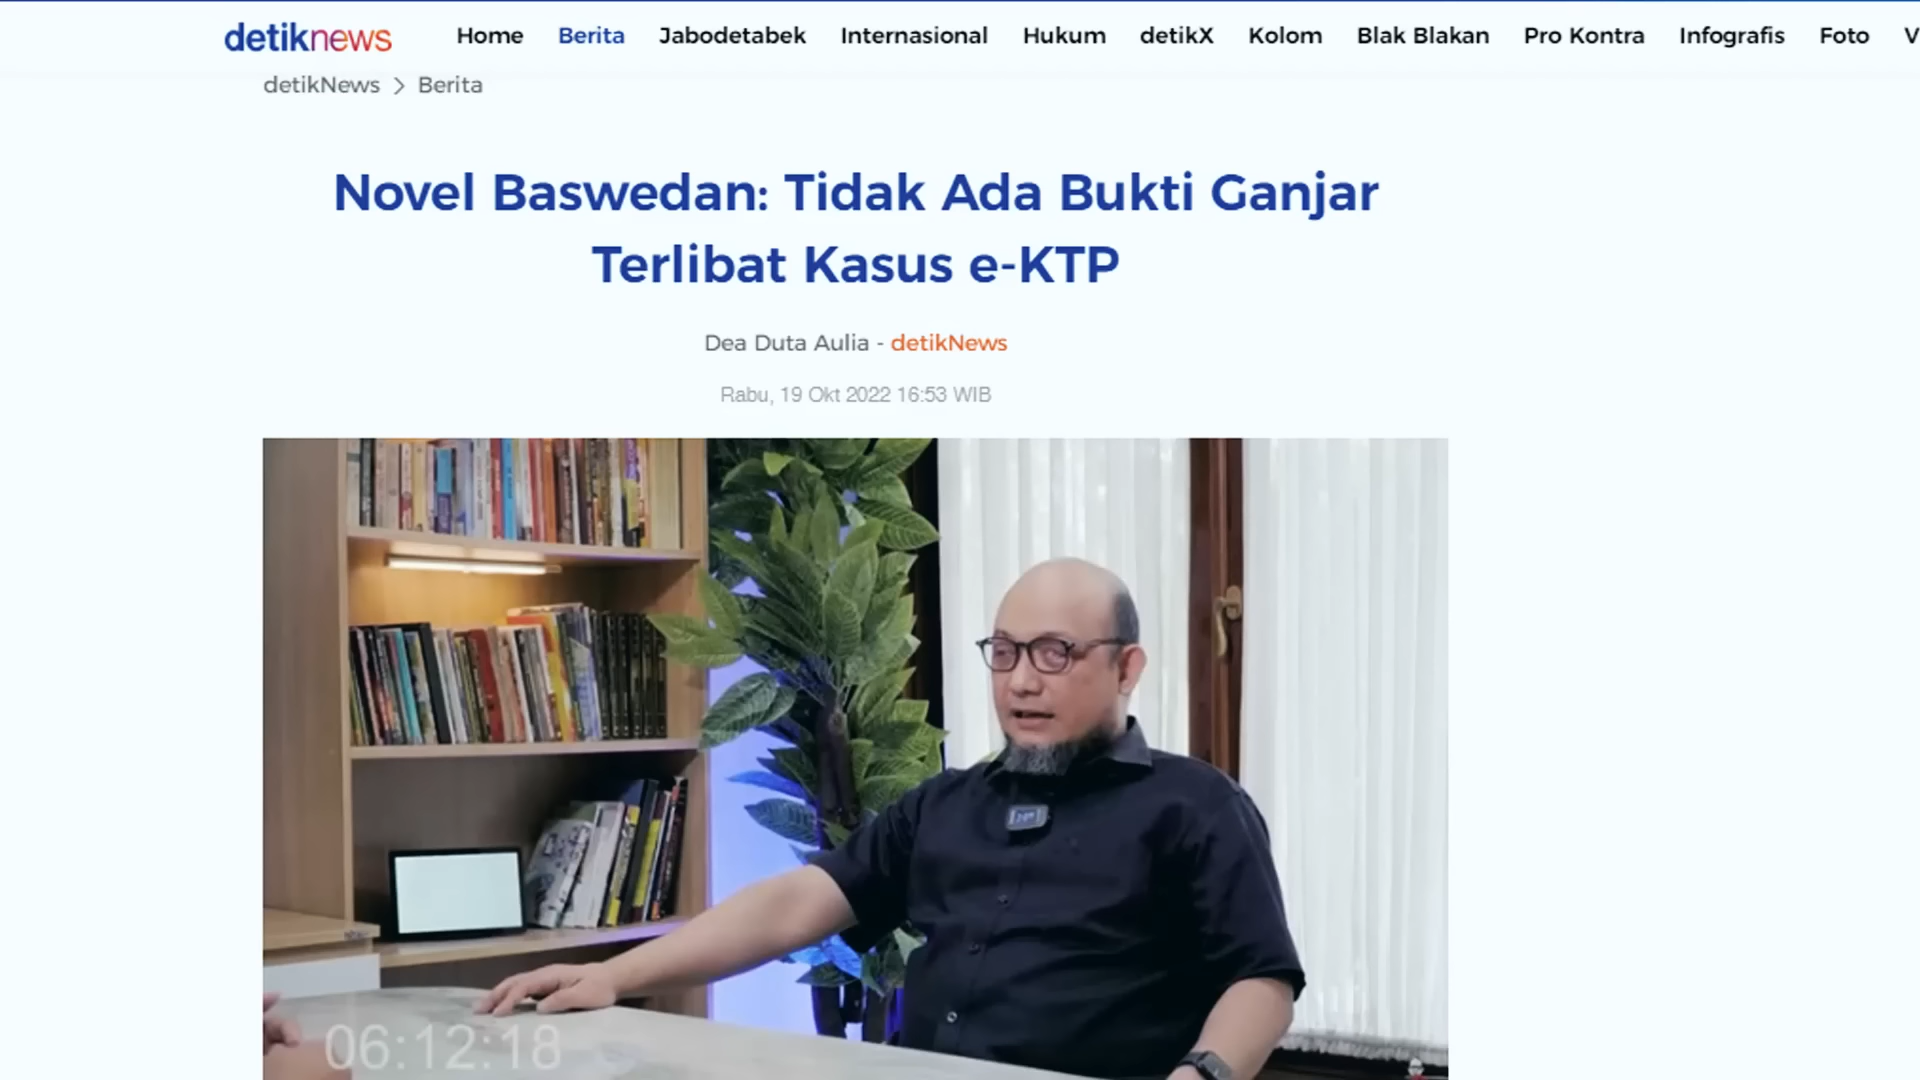 detiknews Home Berita Jabodetabek Internasional Hukum detikX Kolom Blak Blakan Pro Kontra Infografis Foto
detikNews > Berita
Novel Baswedan: Tidak Ada Bukti Ganjar
Terlibat Kasus e-KTP
Dea Duta Aulia - detikNews
Rabu, 19 Okt 2022 16:53 WIB
06:12:18